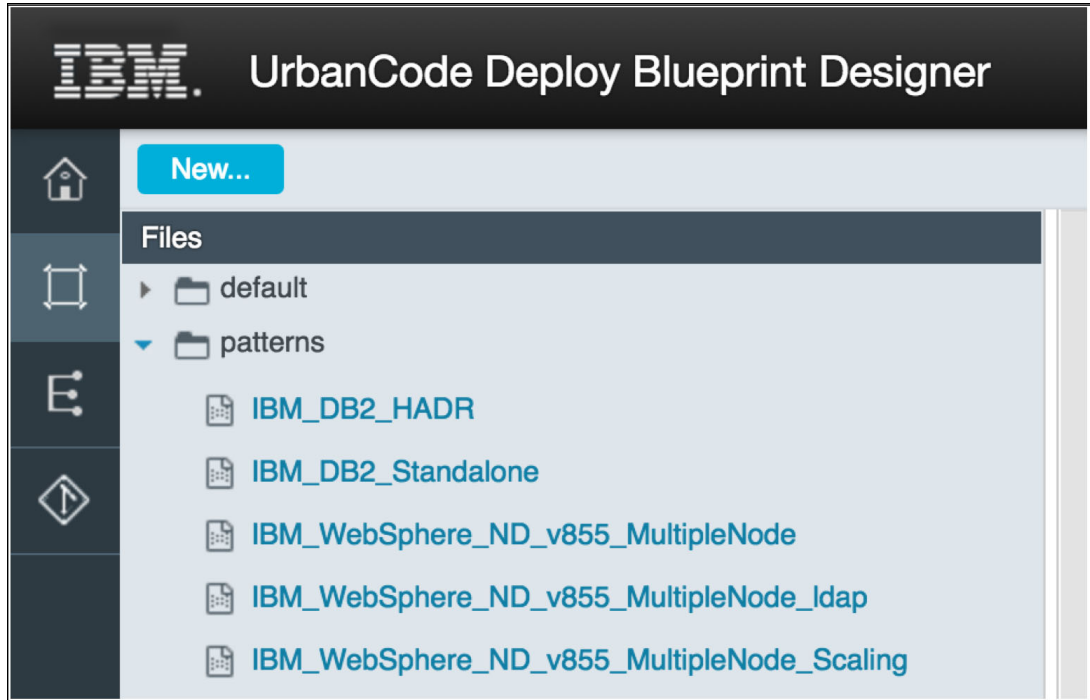 IBM. UrbanCode Deploy Blueprint Designer
New...
Files
default
patterns
IBM_DB2_HADR
IBM_DB2_Standalone
IBM_WebSphere_ND_v855_MultipleNode
IBM_WebSphere_ND_v855_MultipleNode_ldap
IBM_WebSphere_ND_v855_MultipleNode_Scaling